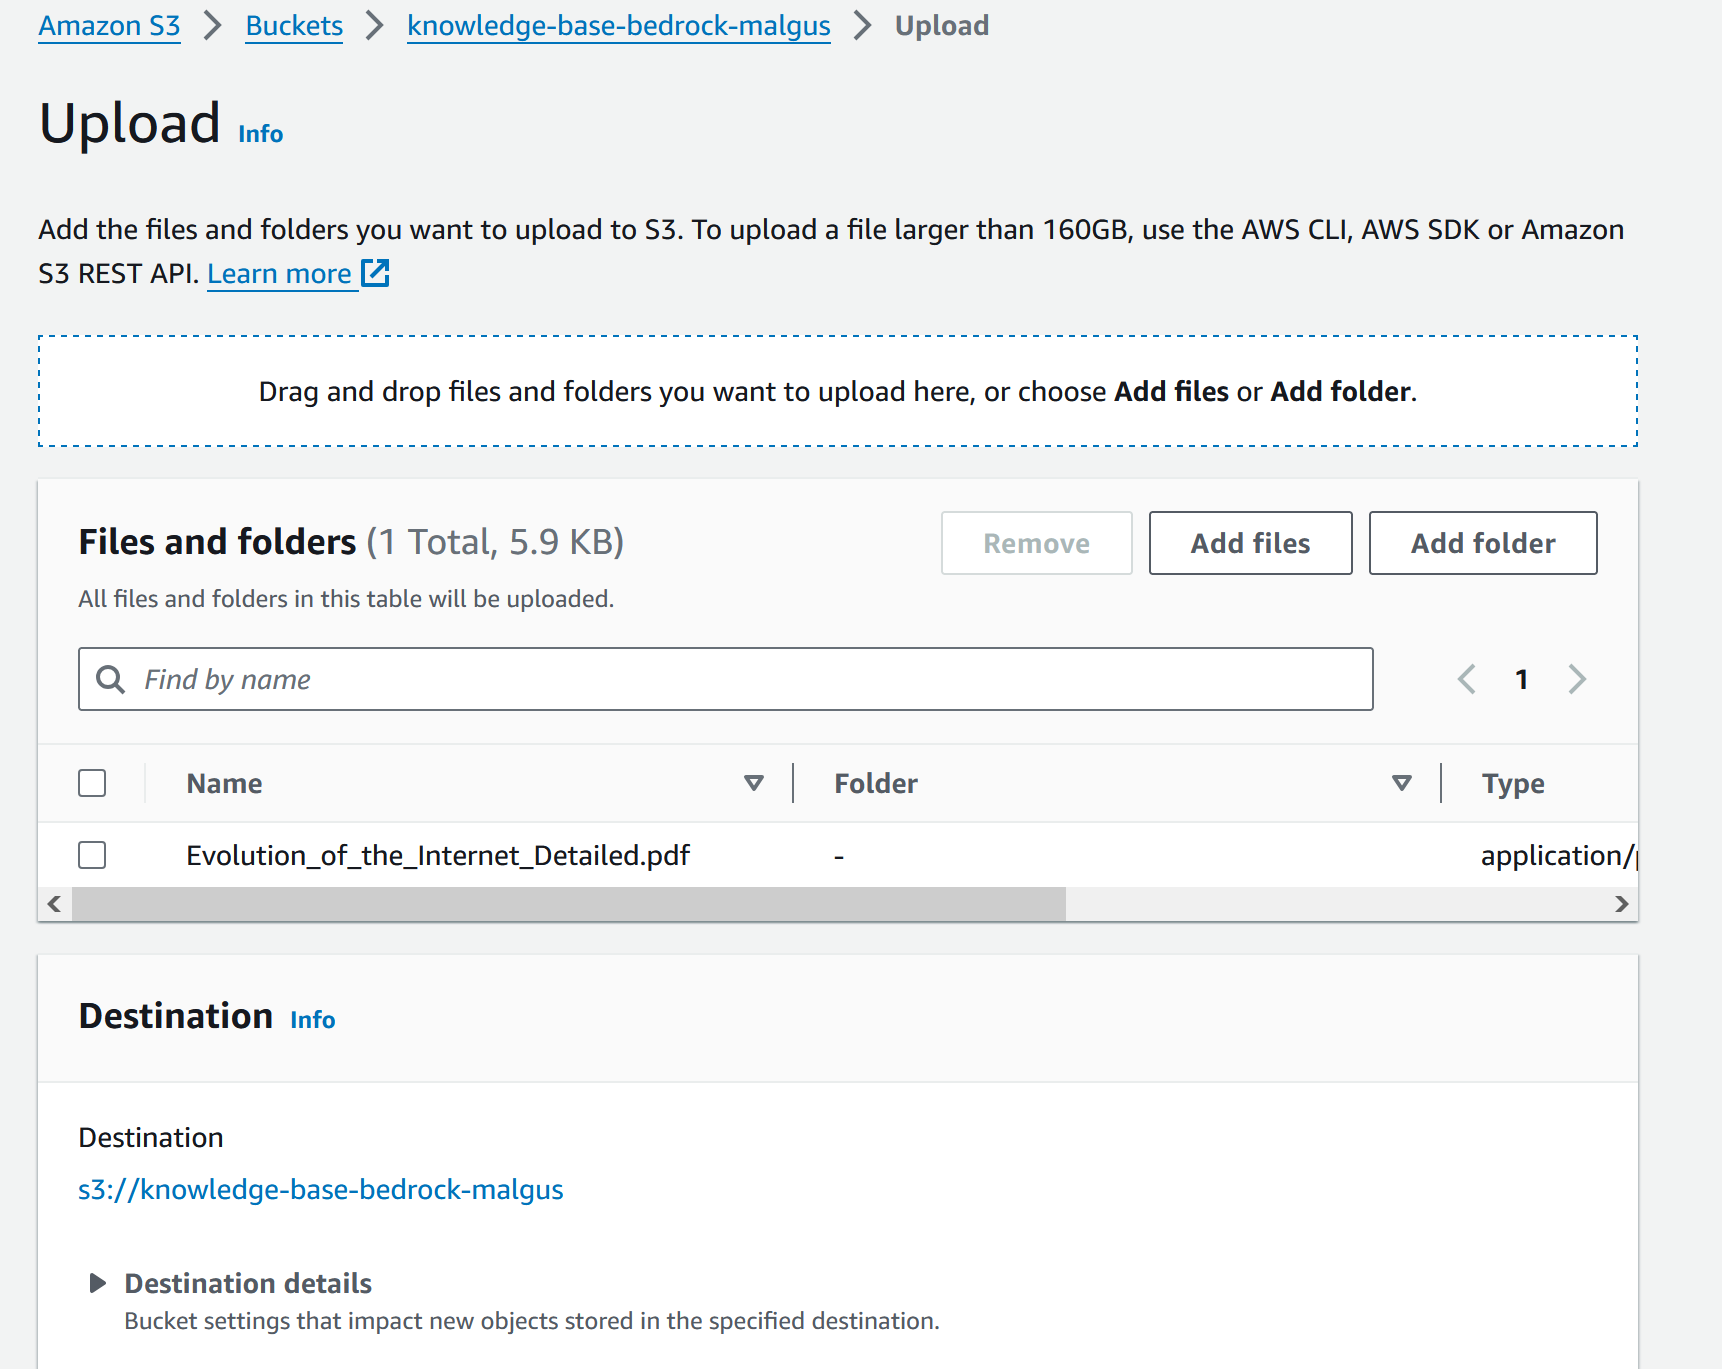 Amazon S3 > Buckets > knowledge-base-bedrock-malgus > Upload
Upload Info
Add the files and folders you want to upload to S3. To upload a file larger than 160GB, use the AWS CLI, AWS SDK or Amazon
S3 REST API. Learn more
Drag and drop files and folders you want to upload here, or choose Add files or Add folder.
Files and folders (1 Total, 5.9 KB)
Remove
Add files
Add folder
All files and folders in this table will be uploaded.
Find by name
1
Name
Folder
Type
Evolution_of_the_Internet_Detailed.pdf
-
application/
Destination Info
Destination
s3://knowledge-base-bedrock-malgus
Destination details
Bucket settings that impact new objects stored in the specified destination.